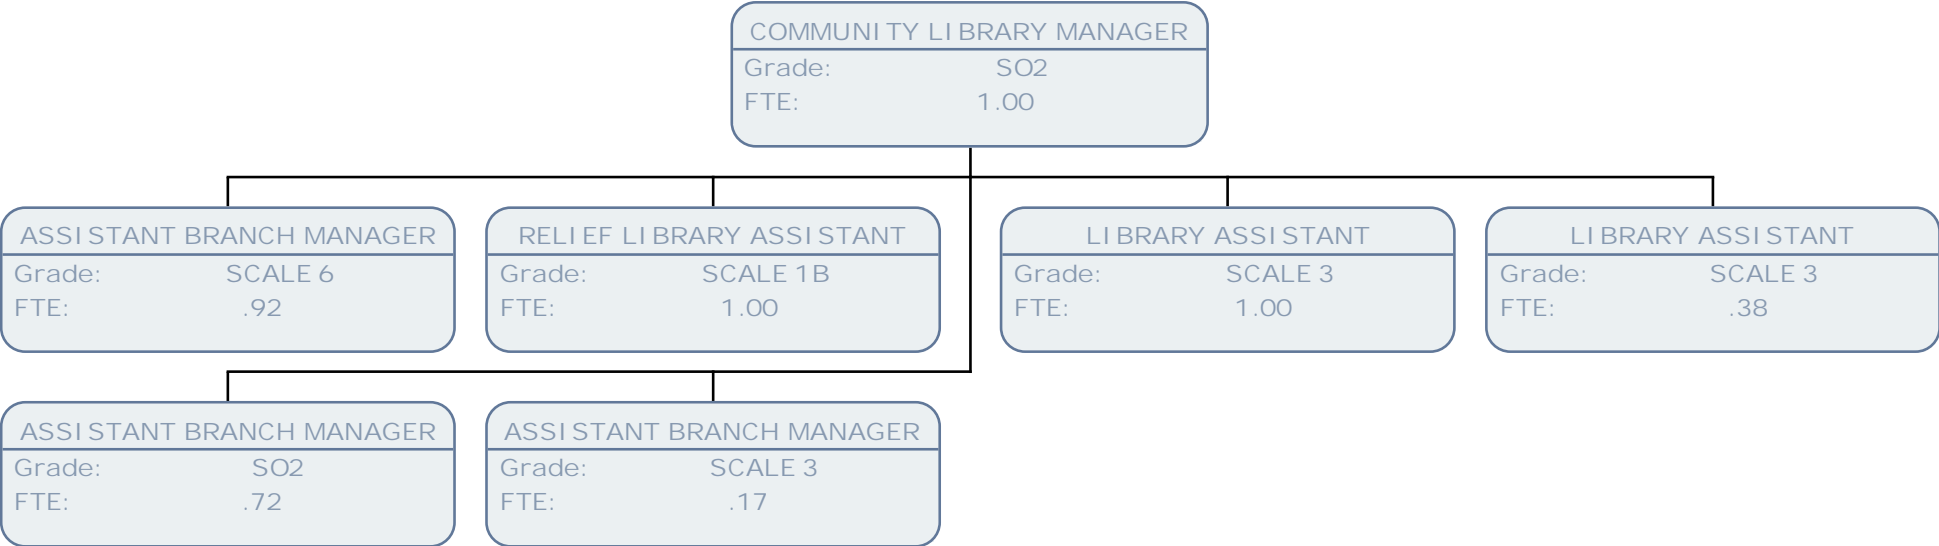 COMMUNITY LIBRARY MANAGER
Grade: SO2
FTE: 1.00
ASSISTANT BRANCH MANAGER
Grade: SCALE 6
FTE: .92
RELIEF LIBRARY ASSISTANT
Grade: SCALE 1B
FTE: 1.00
LIBRARY ASSISTANT
Grade: SCALE 3
FTE: 1.00
LIBRARY ASSISTANT
Grade: SCALE 3
FTE: .38
ASSISTANT BRANCH MANAGER
Grade: SO2
FTE: .72
ASSISTANT BRANCH MANAGER
Grade: SCALE 3
FTE: .17